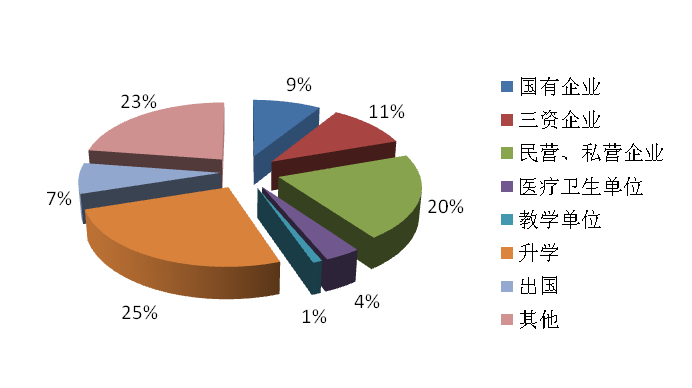 9%
11%
20%
4%
1%
25%
7%
23%
国有企业
三资企业
民营、私营企业
医疗卫生单位
教学单位
升学
出国
其他